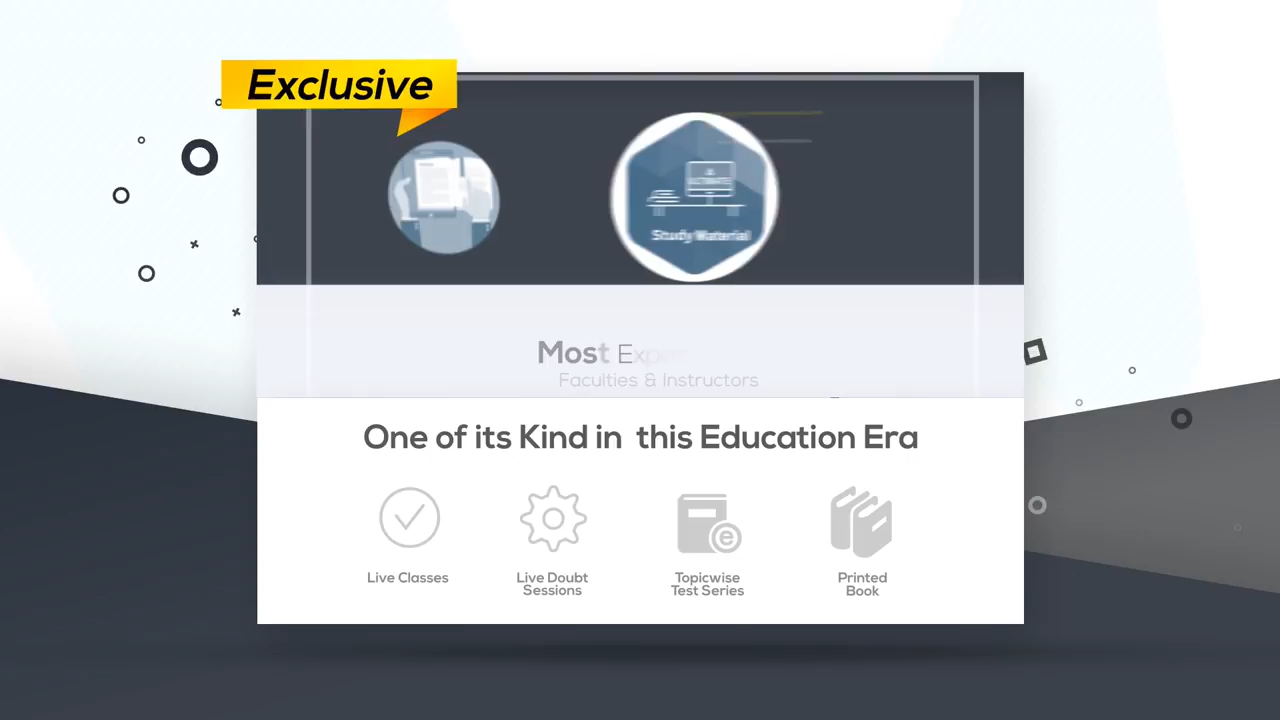 Exclusive
Study Material
Most
Faculties & Instructors
One of its Kind in this Education Era
Live Classes
Live Doubt
Sessions
Topicwise
Test Series
Printed
Book